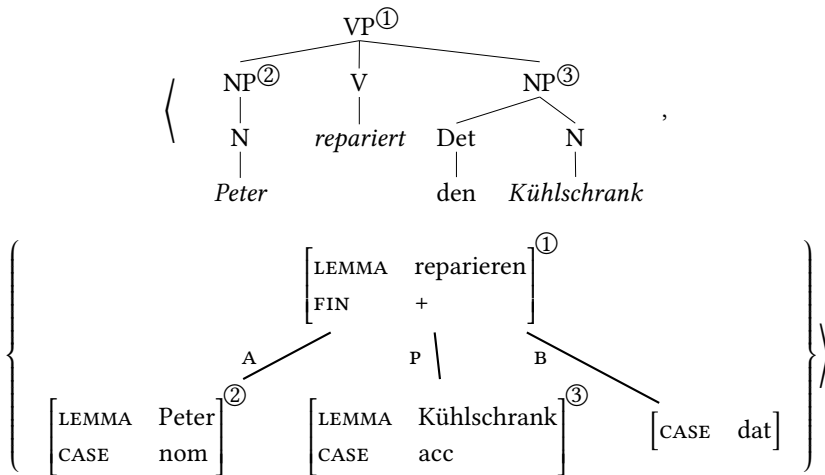 VP①
NP② V NP③
N repariert Det N ,
Peter den Kühlschrank
①
LEMMA reparieren
FIN +
A P B
② ③
LEMMA Peter LEMMA Kühlschrank
CASE dat
CASE nom CASE acc